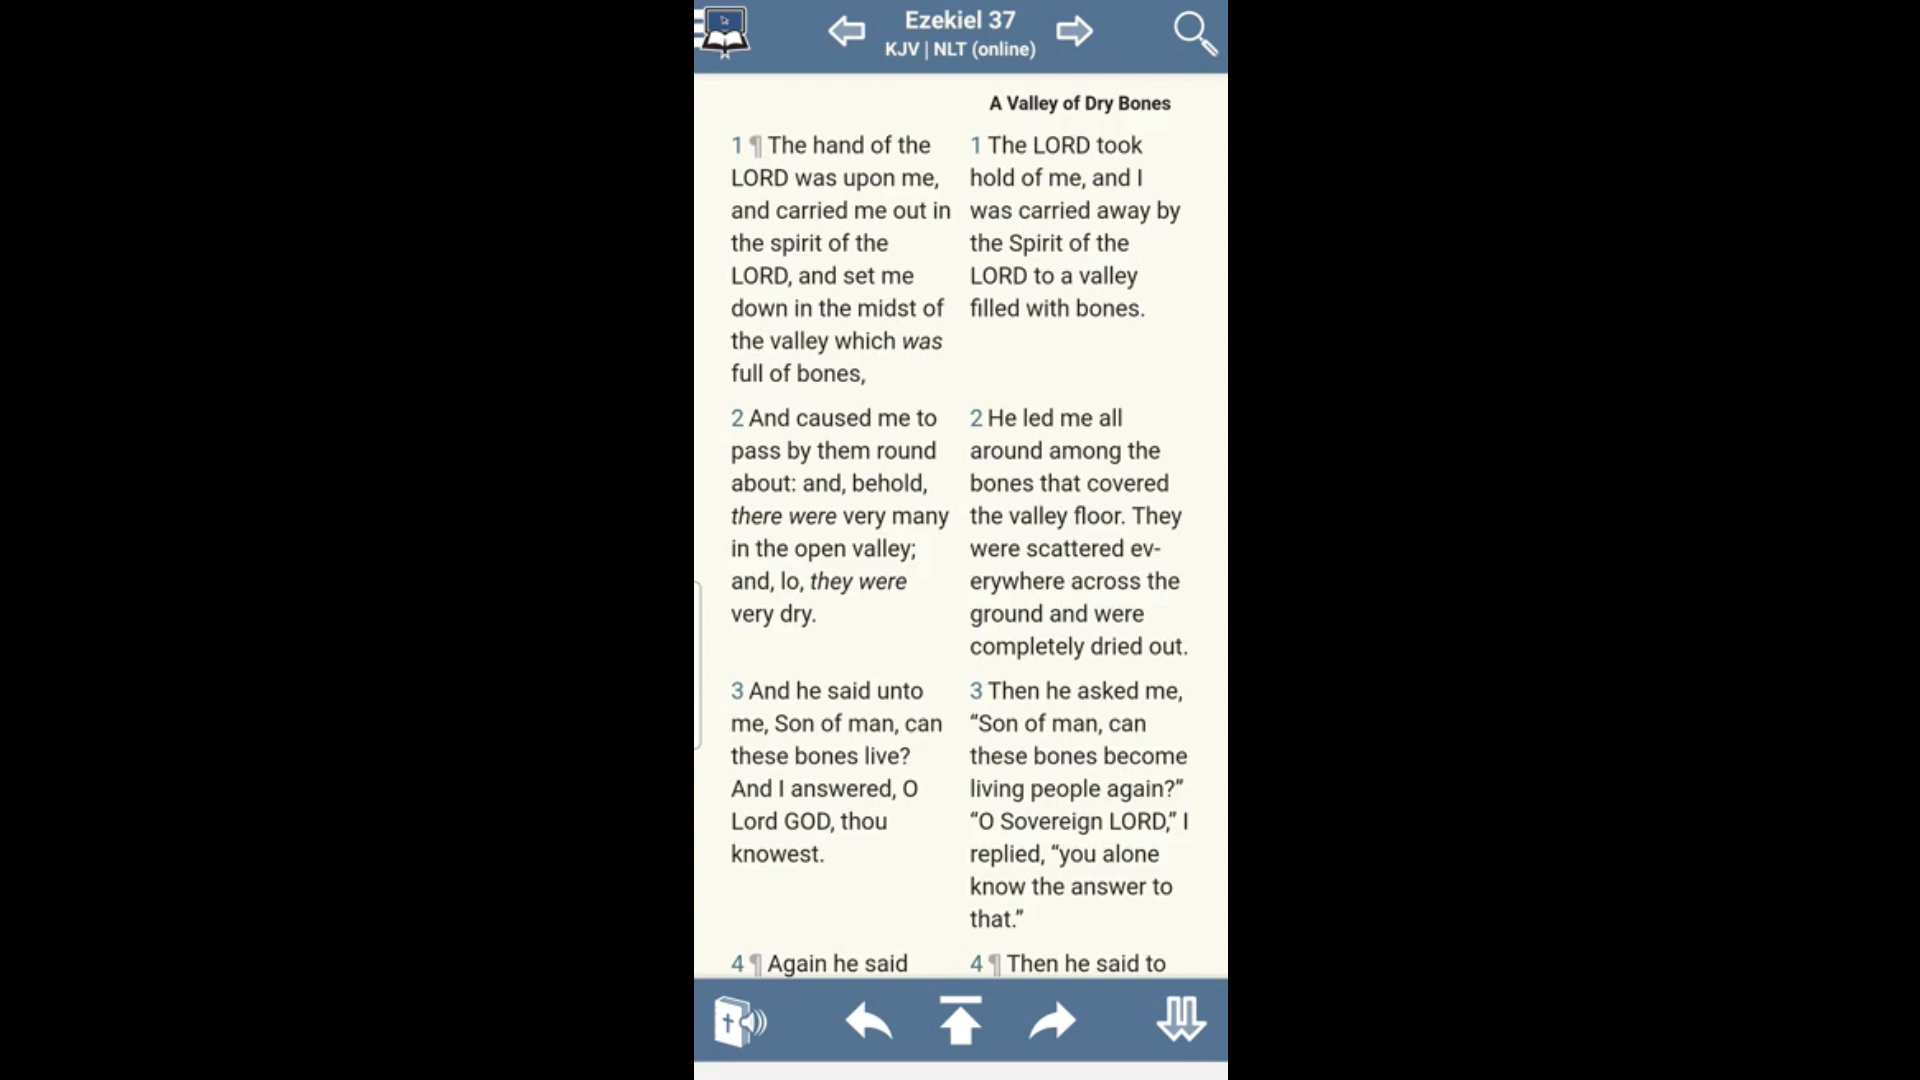 Ezekiel 37
KJV | NLT (online)
A Valley of Dry Bones
1 ¶ The hand of the
LORD was upon me,
and carried me out in
the spirit of the
LORD, and set me
down in the midst of
the valley which was
full of bones,
1 The LORD took
hold of me, and I
was carried away by
the Spirit of the
LORD to a valley
filled with bones.
2 And caused me to
pass by them round
about: and, behold,
there were very many
in the open valley;
and, lo, they were
very dry.
2 He led me all
around among the
bones that covered
the valley floor. They
were scattered ev-
erywhere across the
ground and were
completely dried out.
3 And he said unto
me, Son of man, can
these bones live?
And I answered, O
Lord GOD, thou
knowest.
3 Then he asked me,
“Son of man, can
these bones become
living people again?”
“O Sovereign LORD,” I
replied, “you alone
know the answer to
that.”
4 ¶ Again he said
4 ¶ Then he said to